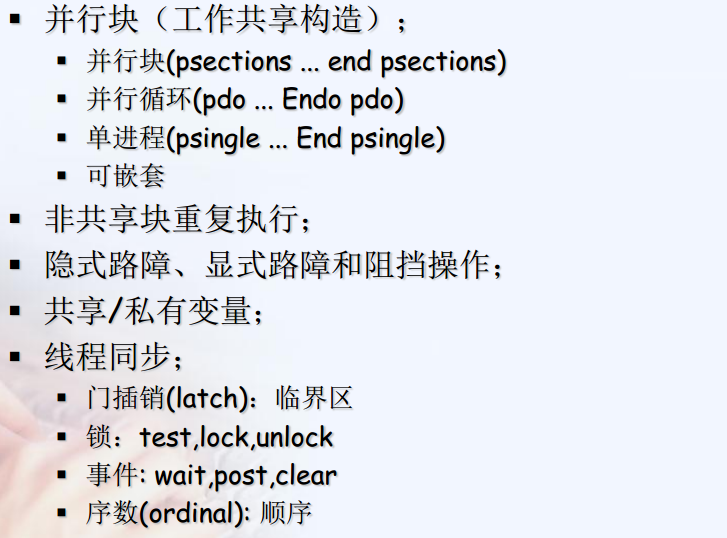 ▪ 并行块（工作共享构造）；
▪ 并行块(psections ... end psections)
▪ 并行循环(pdo ... Endo pdo)
▪ 单进程(psingle ... End psingle)
▪ 可嵌套
▪ 非共享块重复执行；
▪ 隐式路障、显式路障和阻挡操作；
▪ 共享/私有变量；
▪ 线程同步；
▪ 门插销(latch)：临界区
▪ 锁：test,lock,unlock
▪ 事件: wait,post,clear
▪ 序数(ordinal): 顺序